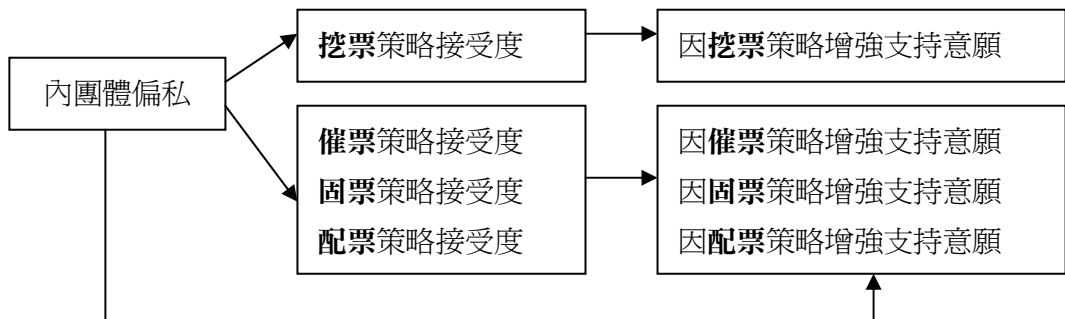 內團體偏私
挖票策略接受度
因挖票策略增強支持意願
催票策略接受度
固票策略接受度
配票策略接受度
因催票策略增強支持意願
因固票策略增強支持意願
因配票策略增強支持意願